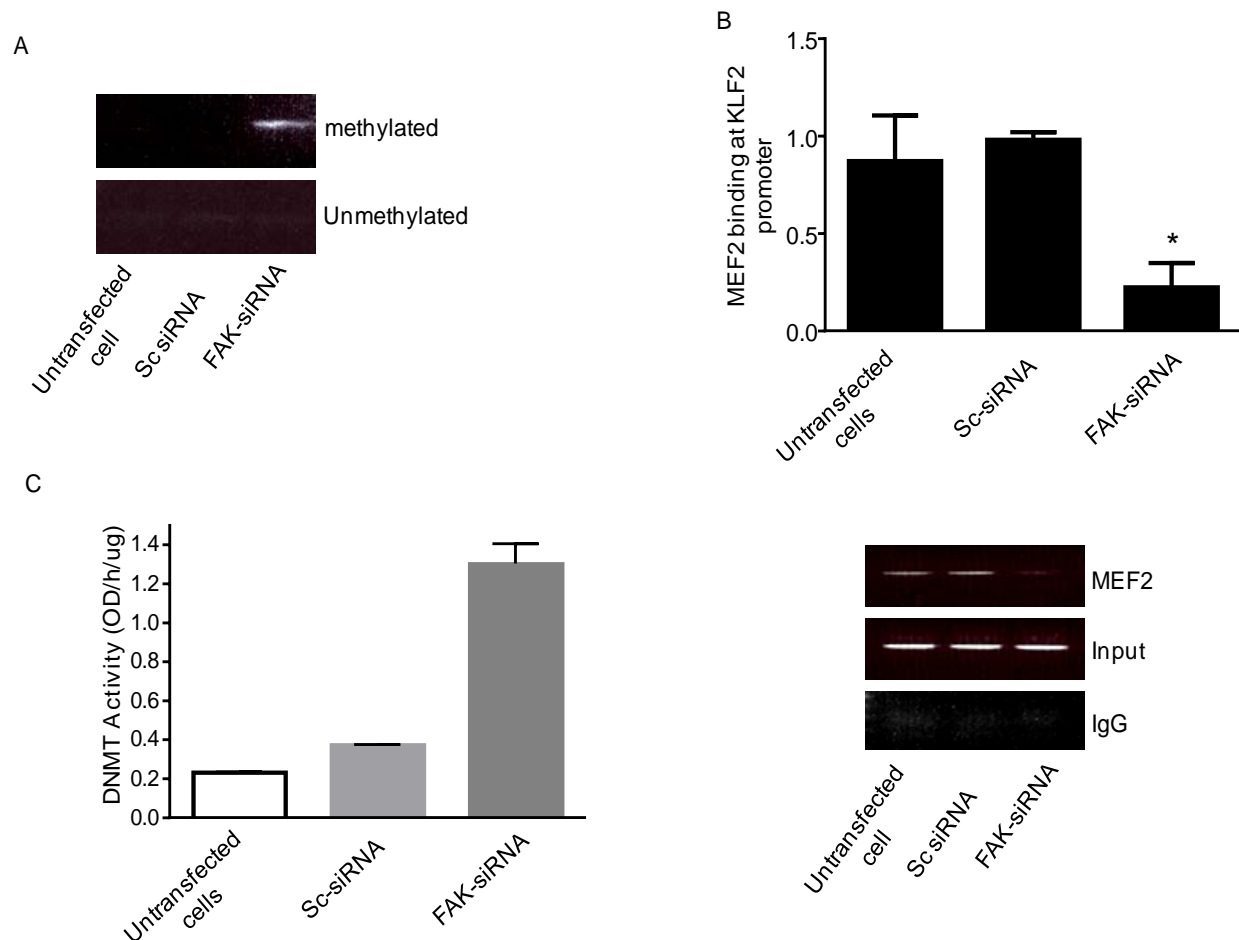 A
methylated
Unmethylated
Untransfected
cell
Sc siRNA
FAK-siRNA
B
MEF2 binding at KLF2
promoter
1.5
1.0
0.5
0.0
*
Untransfected
cells
Sc-siRNA
FAK-siRNA
C
DNMT Activity (OD/h/ug)
1.4
1.2
1.0
0.8
0.6
0.4
0.2
0.0
Untransfected
cells
Sc-siRNA
FAK-siRNA
MEF2
Input
IgG
Untransfected
cell
Sc siRNA
FAK-siRNA